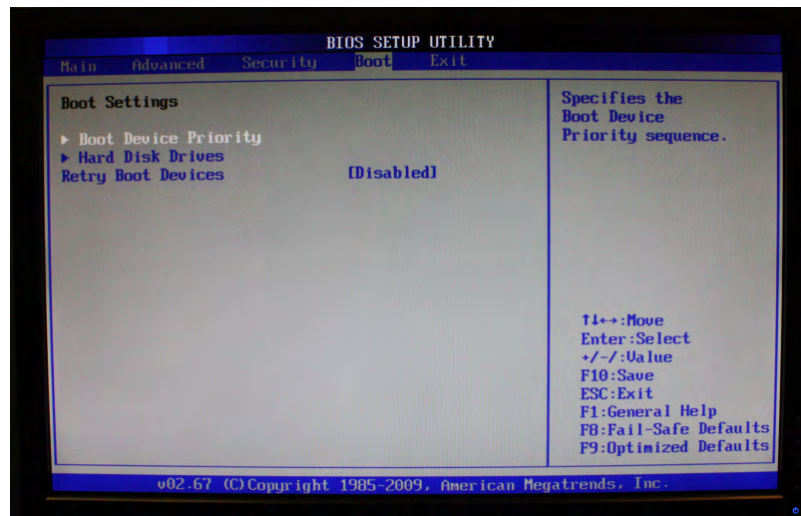 BIOS SETUP UTILITY
Main Advanced Security Boot Exit
Boot Settings
▶ Boot Device Priority
▶ Hard Disk Drives
Retry Boot Devices [Disabled]
Specifies the
Boot Device
Priority sequence.
↑↓←→:Move
Enter:Select
+/-/:Value
F10:Save
ESC:Exit
F1:General Help
F8:Fail-Safe Defaults
F9:Optimized Defaults
v02.67 (C)Copyright 1985-2009, American Megatrends, Inc.